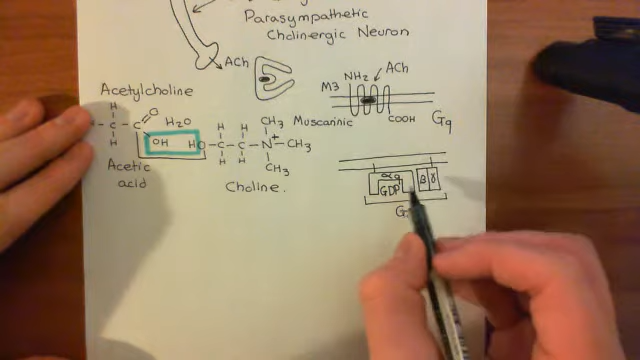 Parasympathetic
Cholinergic Neuron
ACh
Acetylcholine
H O H₂O
– C – C
H OH
Acetic
acid
H H CH₃
HO – C – C – N⁺ – CH₃
H H CH₃
Choline.
NH₂ ACh
M3
Muscarinic COOH Gq
αq β γ
GDP